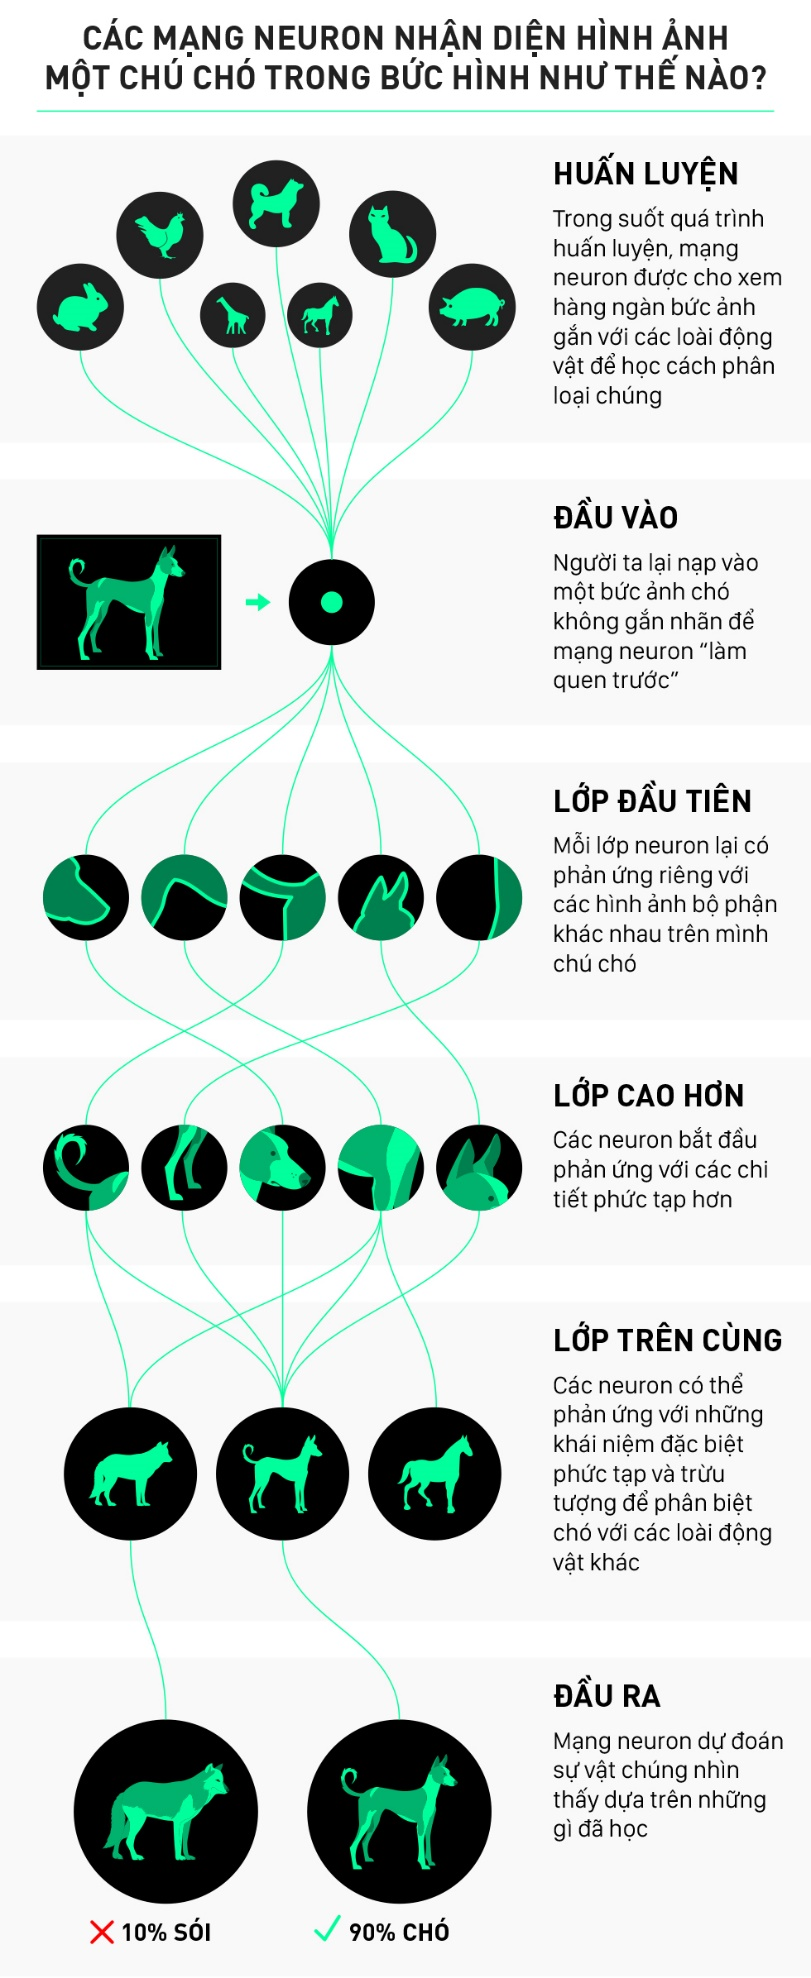 CÁC MẠNG NEURON NHẬN DIỆN HÌNH ẢNH
MỘT CHÚ CHÓ TRONG BỨC HÌNH NHƯ THẾ NÀO?
HUẤN LUYỆN
Trong suốt quá trình
huấn luyện, mạng
neuron được cho xem
hàng ngàn bức ảnh
gắn với các loài động
vật để học cách phân
loại chúng
ĐẦU VÀO
Người ta lại nạp vào
một bức ảnh chó
không gắn nhãn để
mạng neuron “làm
quen trước”
LỚP ĐẦU TIÊN
Mỗi lớp neuron lại có
phản ứng riêng với
các hình ảnh bộ phận
khác nhau trên mình
chú chó
LỚP CAO HƠN
Các neuron bắt đầu
phản ứng với các chi
tiết phức tạp hơn
LỚP TRÊN CÙNG
Các neuron có thể
phản ứng với những
khái niệm đặc biệt
phức tạp và trừu
tượng để phân biệt
chó với các loài động
vật khác
ĐẦU RA
Mạng neuron dự đoán
sự vật chúng nhìn
thấy dựa trên những
gì đã học
10% SÓI
90% CHÓ